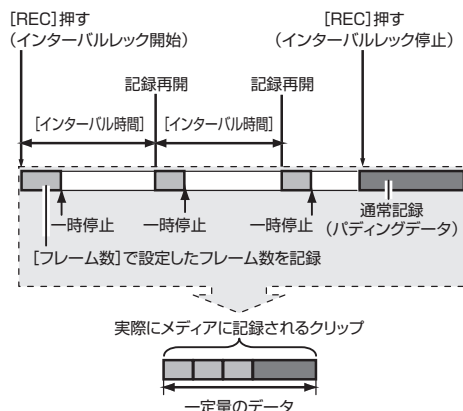 [REC]押す
(インターバルレック開始)
[REC]押す
(インターバルレック停止)
記録再開
記録再開
[インターバル時間]
[インターバル時間]
一時停止
一時停止
一時停止
通常記録
(パディングデータ)
[フレーム数]で設定したフレーム数を記録
実際にメディアに記録されるクリップ
一定量のデータ